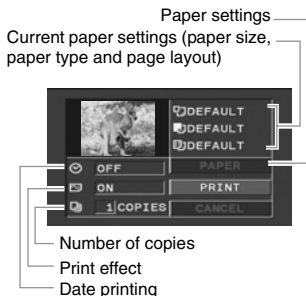 Paper settings
Current paper settings (paper size,
paper type and page layout)
DEFAULT
DEFAULT
DEFAULT
OFF
PAPER
ON
PRINT
1 COPIES
CANCEL
Number of copies
Print effect
Date printing